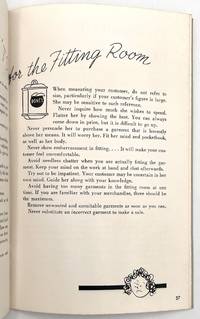 for the Fitting Room
MONEY
When measuring your customer, do not refer to
size, particularly if your customer's figure is large.
She may be sensitive to such reference.
Never inquire how much she wishes to spend.
Flatter her by showing the best. You can always
come down in price, but it is difficult to go up.
Never persuade her to purchase a garment that is honestly
above her means. It will worry her. Fit her mind and pocketbook,
as well as her body.
Never show embarrassment in fitting. . . . It will make your cus-
tomer feel uncomfortable.
Avoid needless chatter when you are actually fitting the gar-
ment. Keep your mind on the work at hand and chat afterwards.
Try not to be impatient. Your customer may be uncertain in her
own mind. Guide her along with your knowledge.
Avoid having too many garments in the fitting room at one
time. If you are familiar with your merchandise, three should be
the maximum.
Remove unwanted and unsuitable garments as soon as you can.
Never substitute an incorrect garment to make a sale.
57